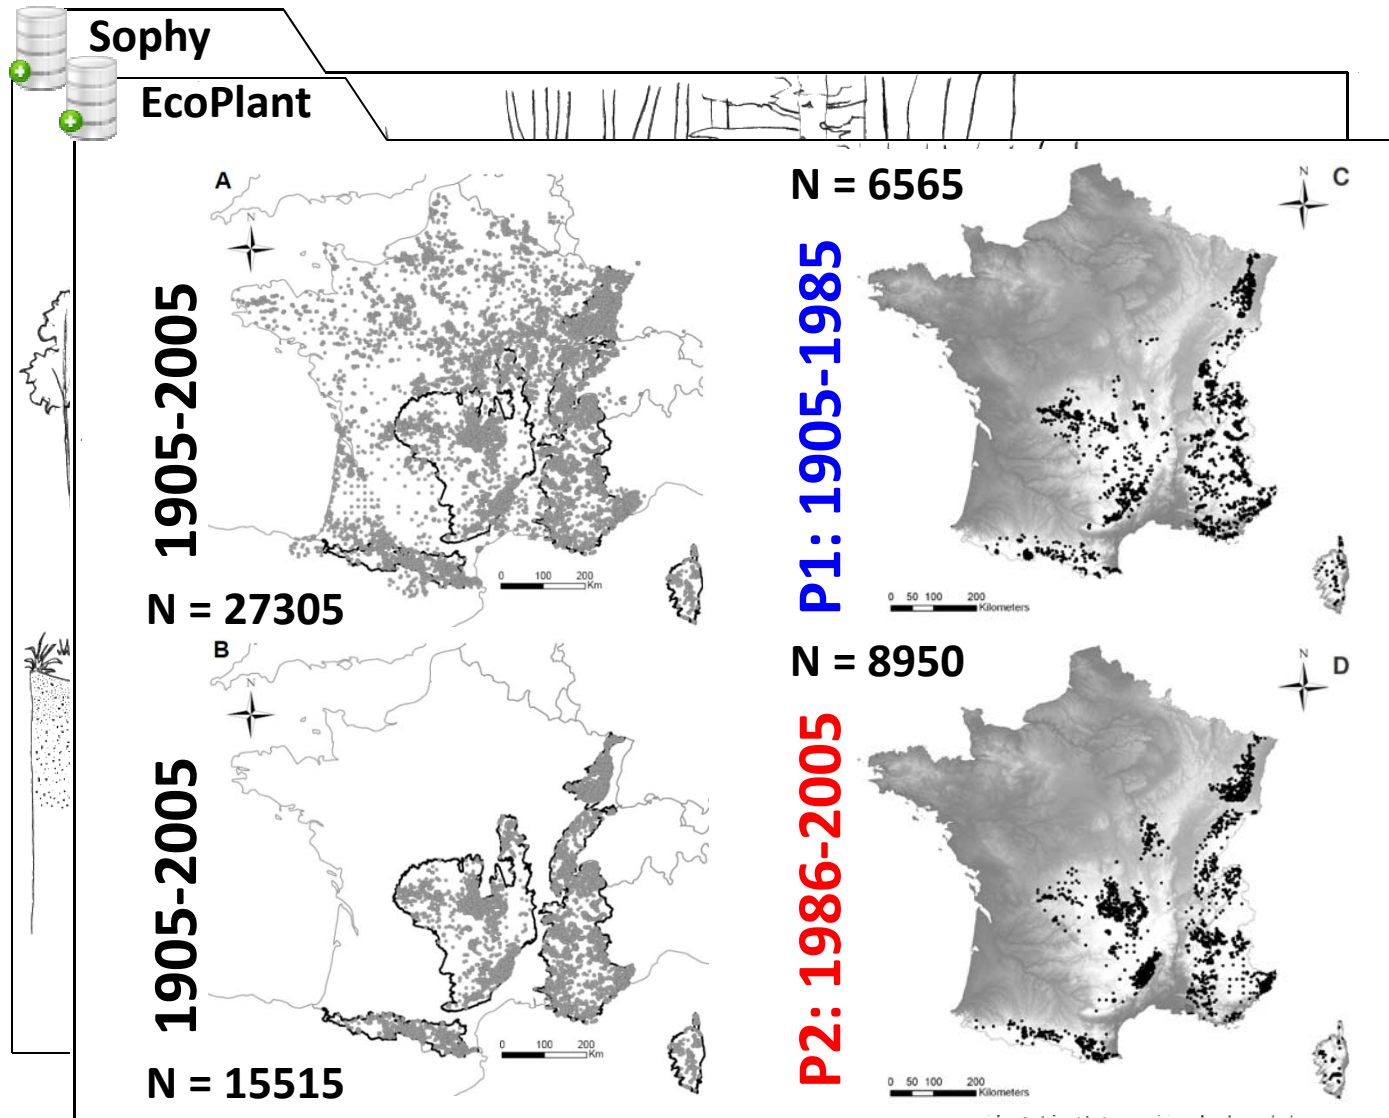 Sophy
EcoPlant
A
N
1905-2005
0 100 200
Km
N = 27305
B
N
1905-2005
0 100 200
Km
N = 15515
N = 6565
N
C
P1: 1905-1985
0 50 100 200
Kilometers
N = 8950
N
D
P2: 1986-2005
0 50 100 200
Kilometers